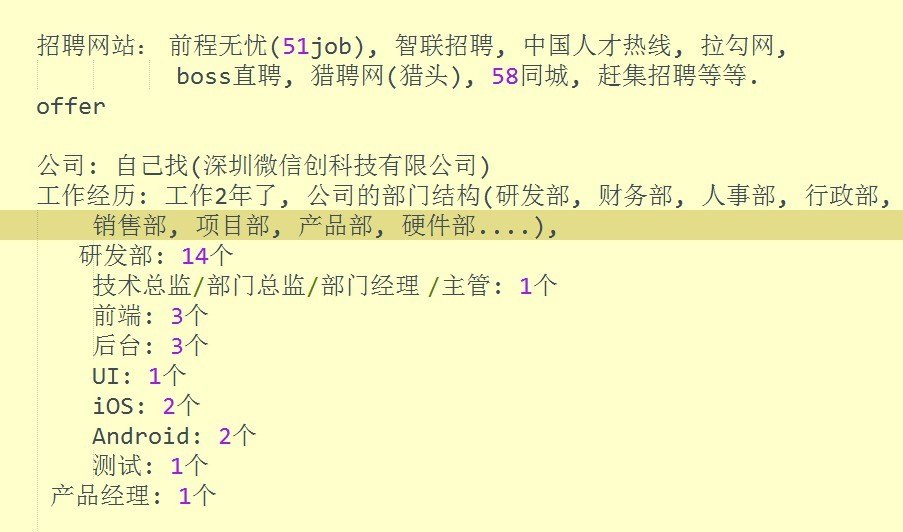 招聘网站： 前程无忧(51job), 智联招聘, 中国人才热线, 拉勾网,
boss直聘, 猎聘网(猎头), 58同城, 赶集招聘等等.
offer
公司: 自己找(深圳微信创科技有限公司)
工作经历: 工作2年了, 公司的部门结构(研发部, 财务部, 人事部, 行政部,
销售部, 项目部, 产品部, 硬件部....),
研发部: 14个
技术总监/部门总监/部门经理 /主管: 1个
前端: 3个
后台: 3个
UI: 1个
iOS: 2个
Android: 2个
测试: 1个
产品经理: 1个